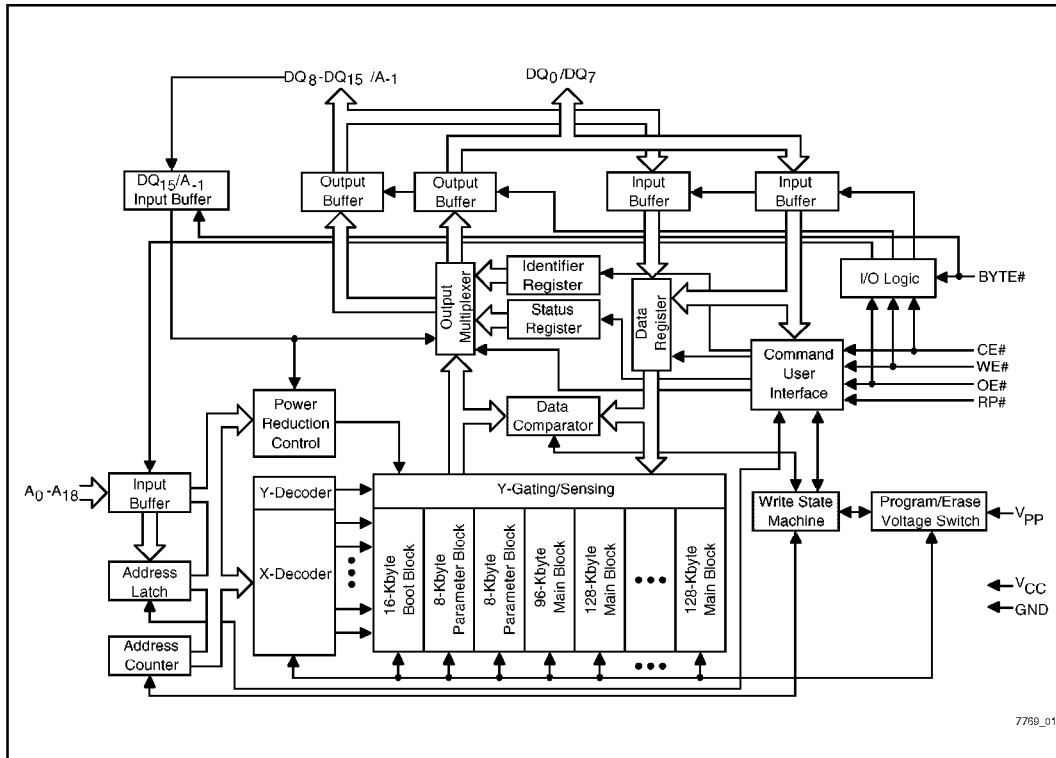 DQ8-DQ15 /A-1
DQ0/DQ7
DQ15/A-1
Input Buffer
Output
Buffer
Output
Buffer
Input
Buffer
Input
Buffer
I/O Logic
BYTE#
Output
Multiplexer
Identifier
Register
Status
Register
Data
Register
Command
User
Interface
CE#
WE#
OE#
RP#
Power
Reduction
Control
Data
Comparator
A0-A18
Input
Buffer
Y-Decoder
Y-Gating/Sensing
Write State
Machine
Program/Erase
Voltage Switch
VPP
Address
Latch
X-Decoder
16-Kbyte
Boot Block
8-Kbyte
Parameter Block
8-Kbyte
Parameter Block
96-Kbyte
Main Block
128-Kbyte
Main Block
128-Kbyte
Main Block
VCC
GND
Address
Counter
7769_01